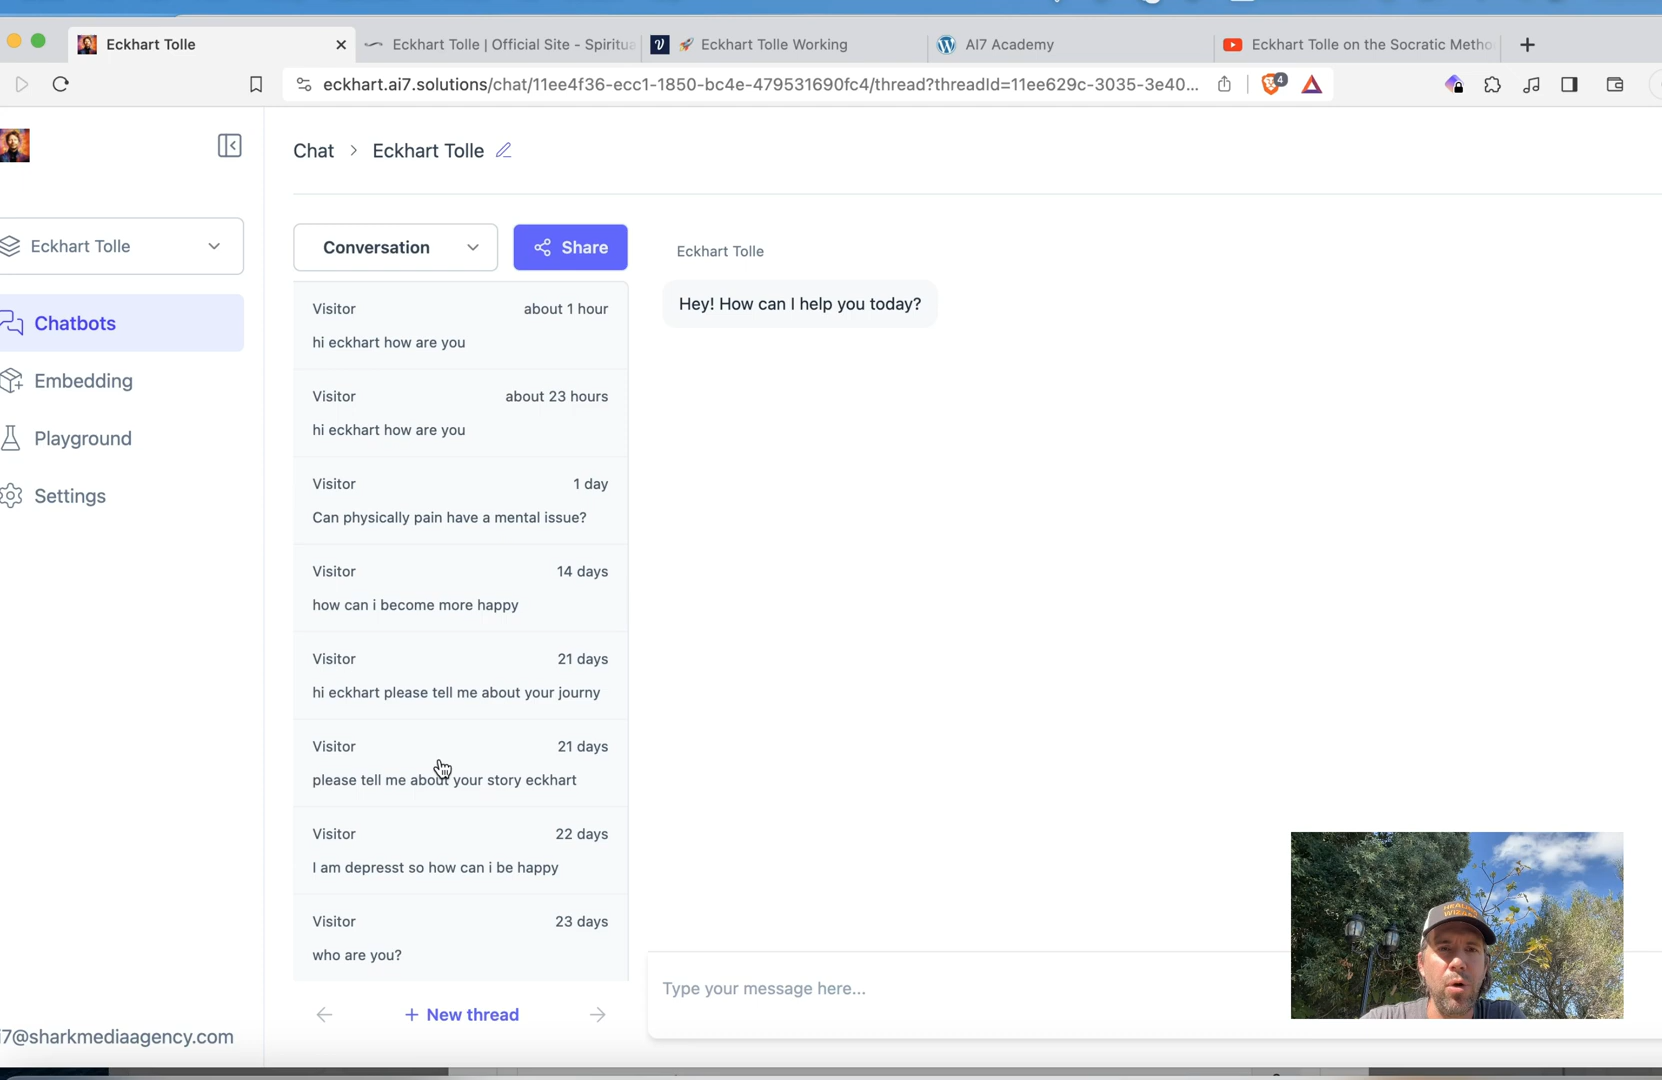 Eckhart Tolle
Eckhart Tolle | Official Site - Spiritua
Eckhart Tolle Working
AI7 Academy
Eckhart Tolle on the Socratic Metho
eckhart.ai7.solutions/chat/11ee4f36-ecc1-1850-bc4e-479531690fc4/thread?threadId=11ee629c-3035-3e40...
4
Chat > Eckhart Tolle
Eckhart Tolle
Chatbots
Embedding
Playground
Settings
i7@sharkmediaagency.com
Conversation
Share
Visitor about 1 hour
hi eckhart how are you
Visitor about 23 hours
hi eckhart how are you
Visitor 1 day
Can physically pain have a mental issue?
Visitor 14 days
how can i become more happy
Visitor 21 days
hi eckhart please tell me about your journy
Visitor 21 days
please tell me about your story eckhart
Visitor 22 days
I am depresst so how can i be happy
Visitor 23 days
who are you?
+ New thread
Eckhart Tolle
Hey! How can I help you today?
Type your message here...